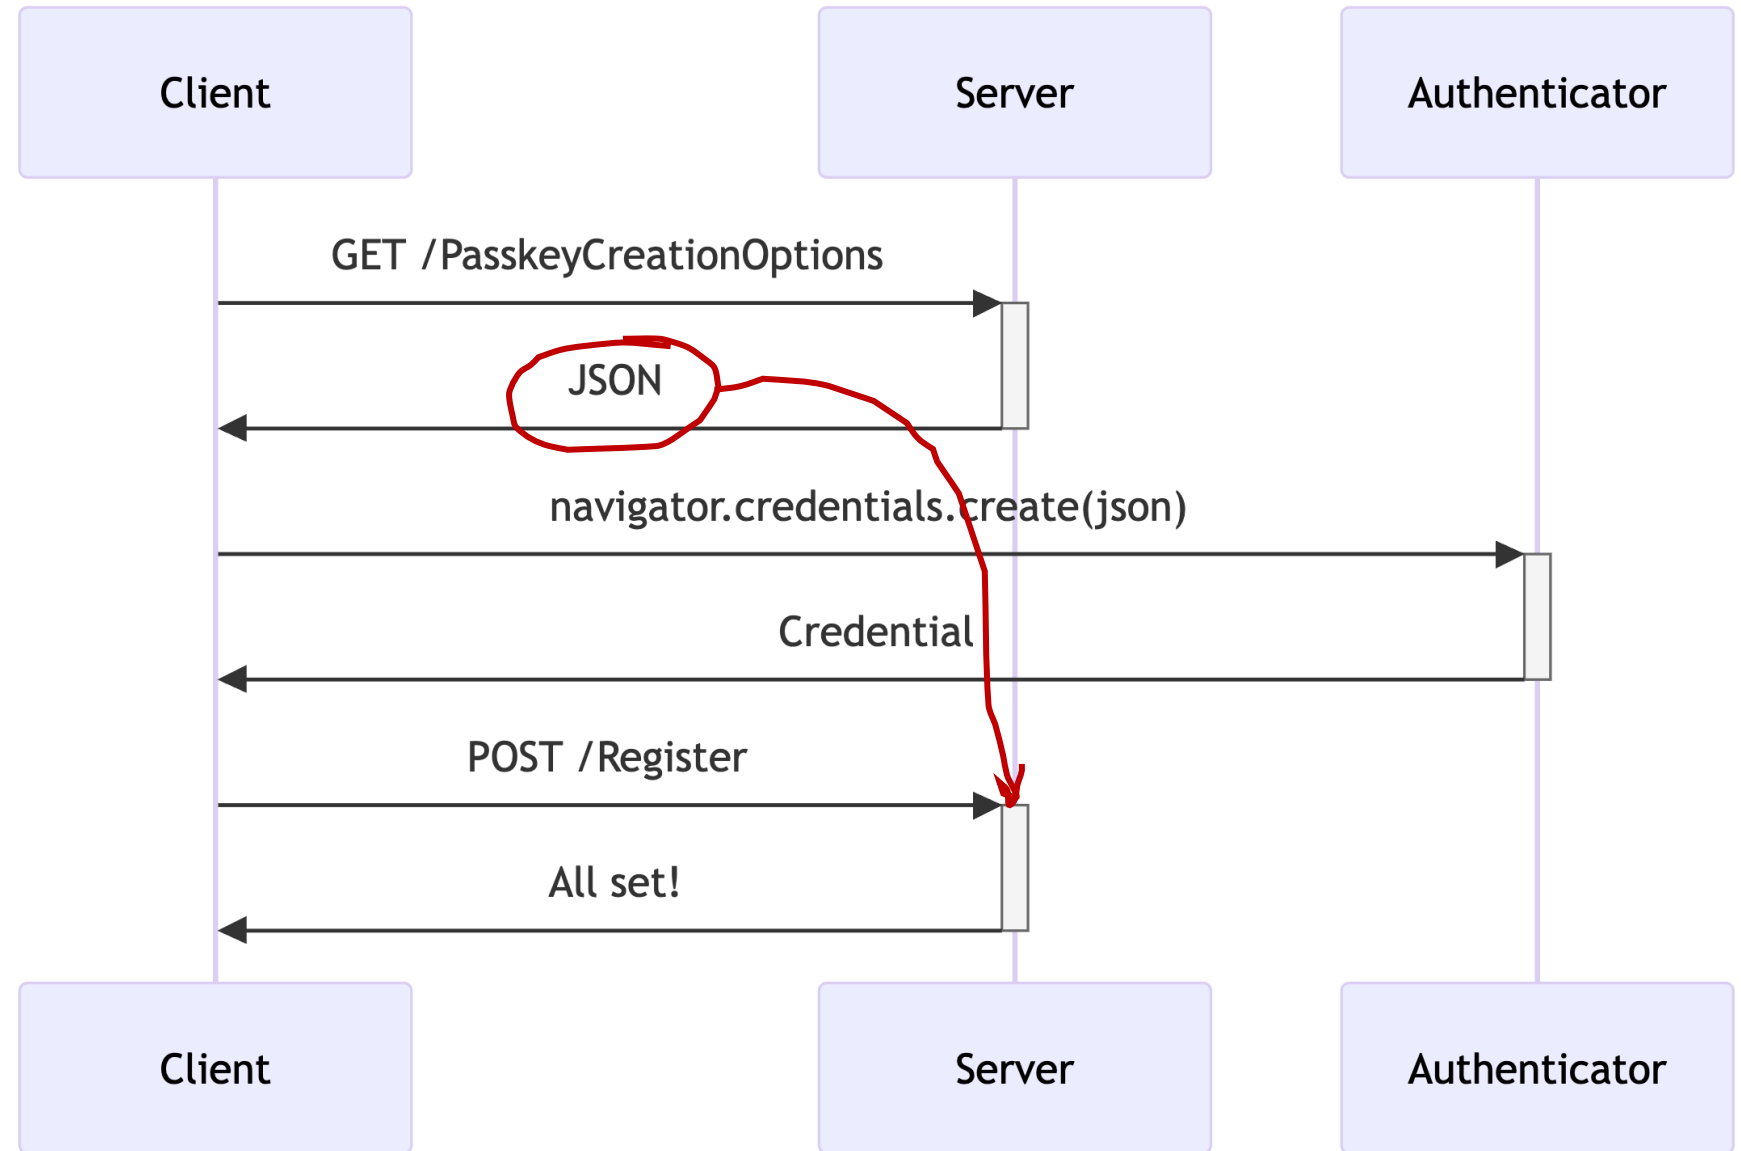 Client
Server
Authenticator
GET /PasskeyCreationOptions
JSON
navigator.credentials.create(json)
Credential
POST /Register
All set!
Client
Server
Authenticator